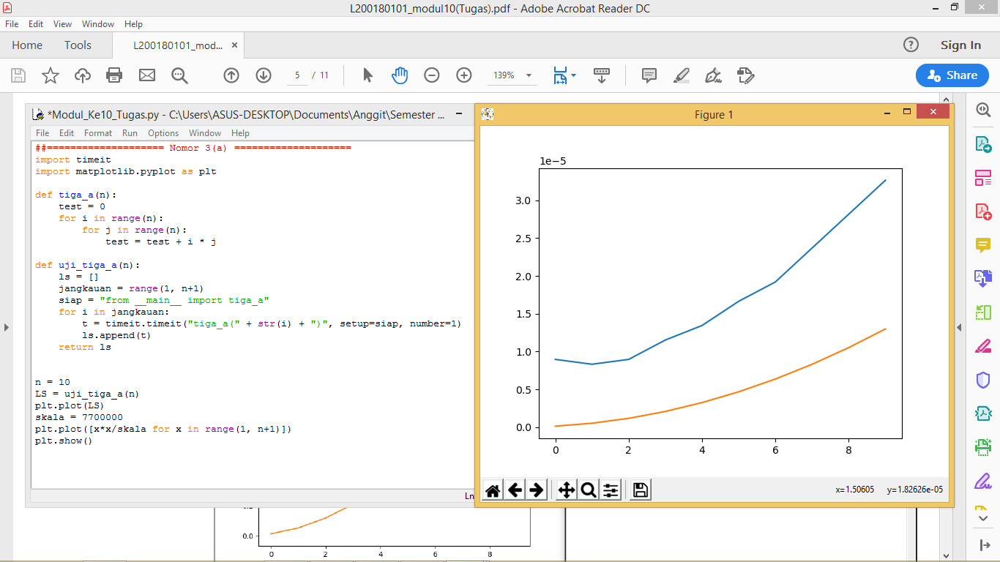 L200180101_modul10(Tugas).pdf - Adobe Acrobat Reader DC
File Edit View Window Help
Home Tools L200180101_mod... × Sign In
5 / 11 139% Share
*Modul_Ke10_Tugas.py - C:\Users\ASUS-DESKTOP\Documents\Anggit\Semester ...
File Edit Format Run Options Window Help
##==================== Nomor 3(a) ====================
import timeit
import matplotlib.pyplot as plt
def tiga_a(n):
    test = 0
    for i in range(n):
        for j in range(n):
            test = test + i * j
def uji_tiga_a(n):
    ls = []
    jangkauan = range(1, n+1)
    siap = "from __main__ import tiga_a"
    for i in jangkauan:
        t = timeit.timeit("tiga_a(" + str(i) + ")", setup=siap, number=1)
        ls.append(t)
    return ls
n = 10
LS = uji_tiga_a(n)
plt.plot(LS)
skala = 7700000
plt.plot([x*x/skala for x in range(1, n+1)])
plt.show()
Ln
Figure 1
1e−5
3.0
2.5
2.0
1.5
1.0
0.5
0.0
0 2 4 6 8
x=1.50605 y=1.82626e-05
0.0
0 2 4 6 8